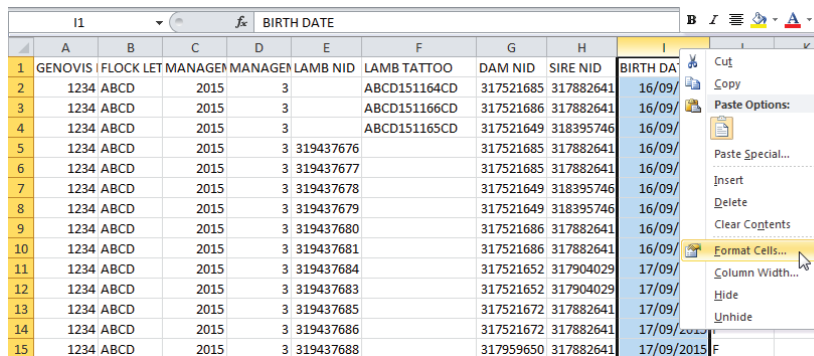 I1 fx BIRTH DATE B I A
A B C D E F G H I
1 GENOVIS FLOCK LET MANAGEM MANAGEM LAMB NID LAMB TATTOO DAM NID SIRE NID BIRTH DA
2 1234 ABCD 2015 3 ABCD151164CD 317521685 317882641 16/09/
3 1234 ABCD 2015 3 ABCD151166CD 317521686 317882641 16/09/
4 1234 ABCD 2015 3 ABCD151165CD 317521649 318395746 16/09/
5 1234 ABCD 2015 3 319437676 317521685 317882641 16/09/
6 1234 ABCD 2015 3 319437677 317521685 317882641 16/09/
7 1234 ABCD 2015 3 319437678 317521649 318395746 16/09/
8 1234 ABCD 2015 3 319437679 317521649 318395746 16/09/
9 1234 ABCD 2015 3 319437680 317521686 317882641 16/09/
10 1234 ABCD 2015 3 319437681 317521686 317882641 16/09/
11 1234 ABCD 2015 3 319437684 317521652 317904029 17/09/
12 1234 ABCD 2015 3 319437683 317521652 317904029 17/09/
13 1234 ABCD 2015 3 319437685 317521672 317882641 17/09/
14 1234 ABCD 2015 3 319437686 317521672 317882641 17/09/2015
15 1234 ABCD 2015 3 319437688 317959650 317882641 17/09/2015 F
Cut
Copy
Paste Options:
Paste Special...
Insert
Delete
Clear Contents
Format Cells...
Column Width...
Hide
Unhide